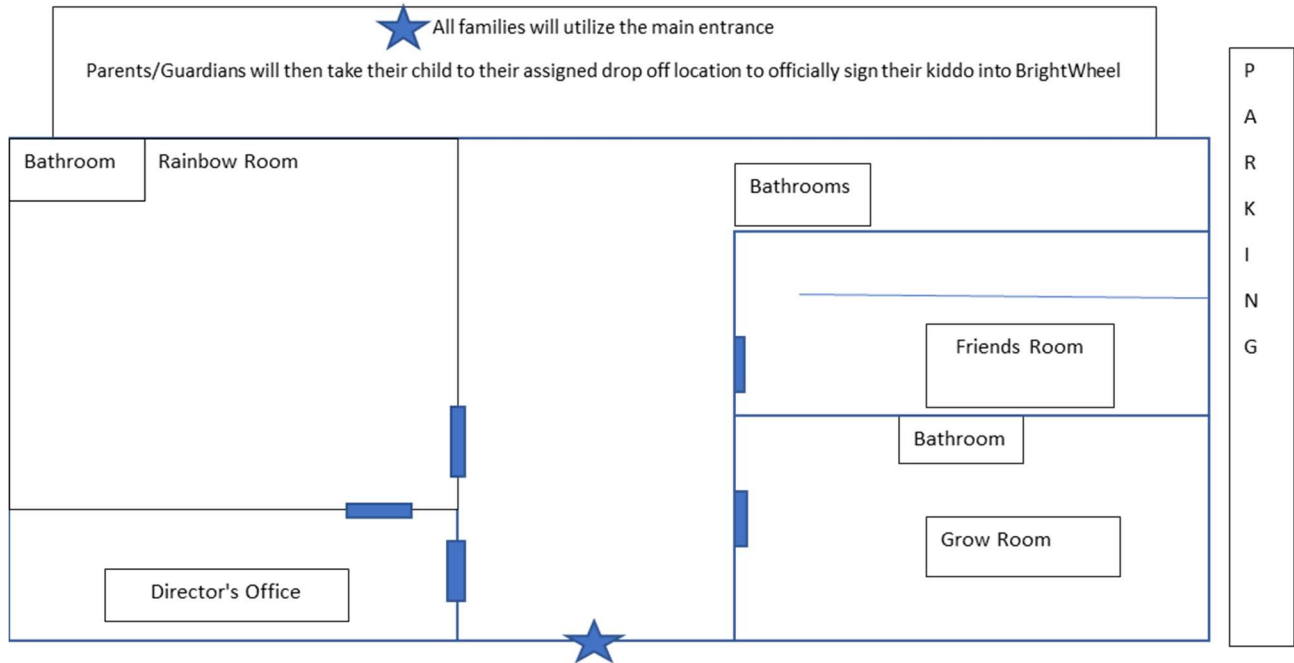 All families will utilize the main entrance
Parents/Guardians will then take their child to their assigned drop off location to officially sign their kiddo into BrightWheel
P
A
R
K
I
N
G
Bathroom
Rainbow Room
Bathrooms
Friends Room
Bathroom
Grow Room
Director's Office